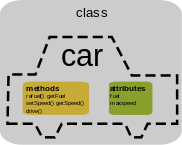 class
car
methods
refuel() getFuel
setSpeed() getSpeed()
drive()
attributes
fuel
maxspeed